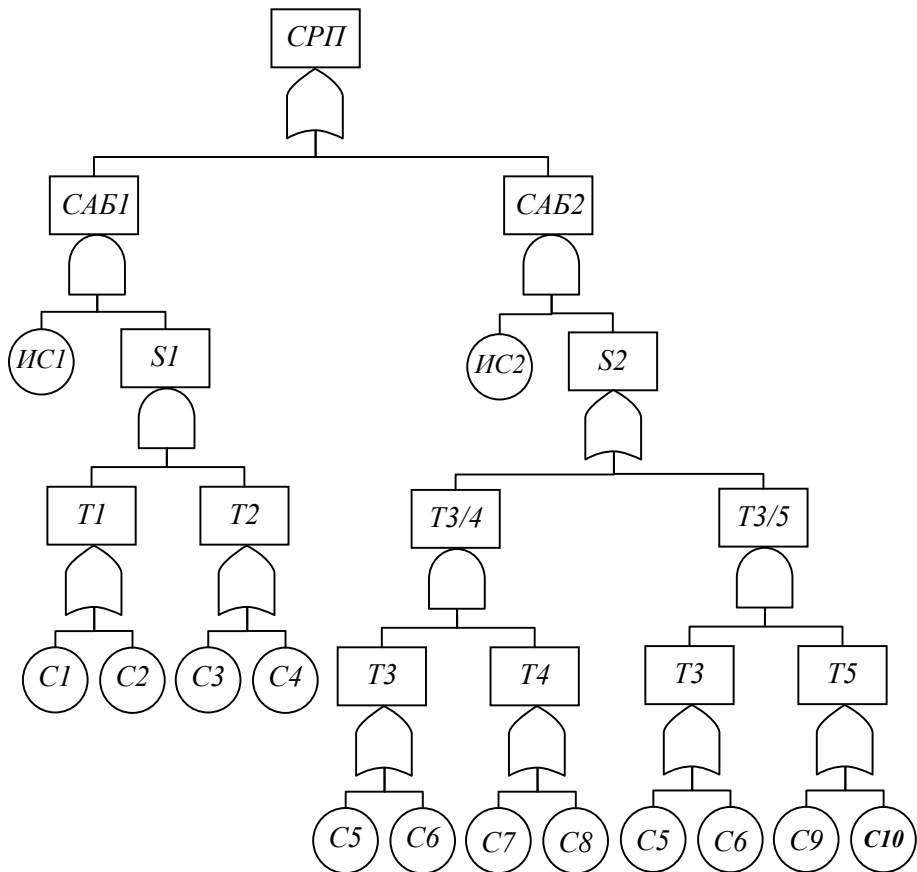 СРП
САБ1 САБ2
ИС1 S1 ИС2 S2
T1 T2 T3/4 T3/5
C1 C2 C3 C4 T3 T4 T3 T5
C5 C6 C7 C8 C5 C6 C9 C10